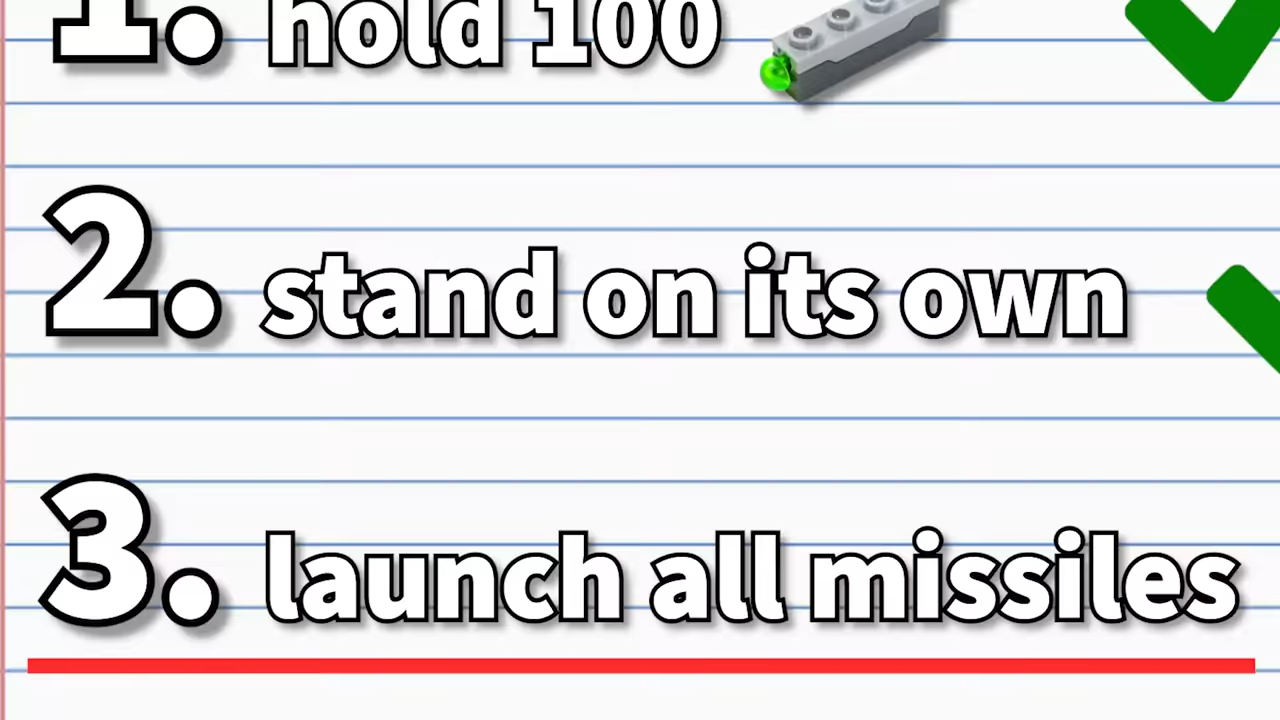 1. hold 100
2. stand on its own
3. launch all missiles